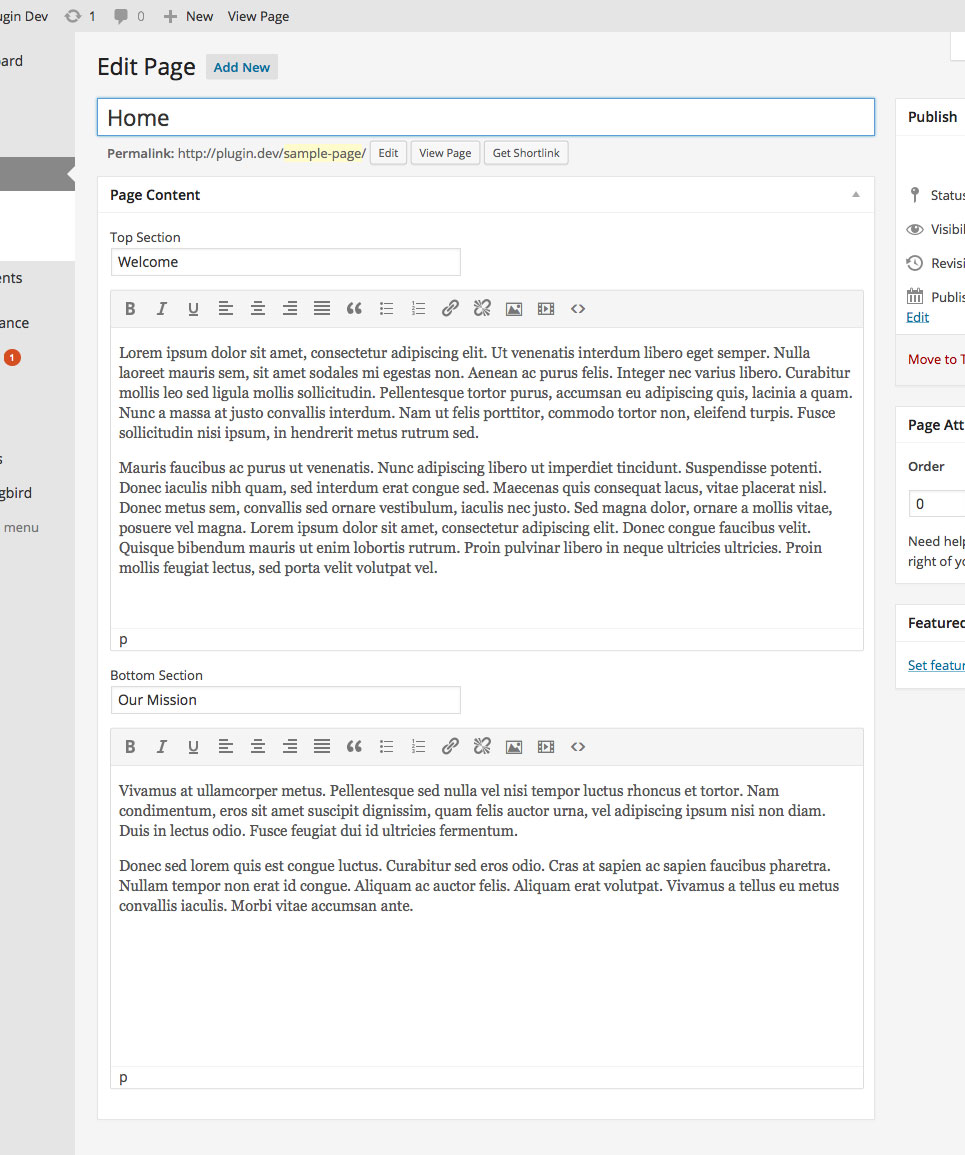 ugin Dev 1 0 New View Page
ard
ents
ance
1
s
gbird
menu
Edit Page Add New
Home
Permalink: http://plugin.dev/sample-page/ Edit View Page Get Shortlink
Page Content
Top Section
Welcome
B I U
Lorem ipsum dolor sit amet, consectetur adipiscing elit. Ut venenatis interdum libero eget semper. Nulla
laoreet mauris sem, sit amet sodales mi egestas non. Aenean ac purus felis. Integer nec varius libero. Curabitur
mollis leo sed ligula mollis sollicitudin. Pellentesque tortor purus, accumsan eu adipiscing quis, lacinia a quam.
Nunc a massa at justo convallis interdum. Nam ut felis porttitor, commodo tortor non, eleifend turpis. Fusce
sollicitudin nisi ipsum, in hendrerit metus rutrum sed.
Mauris faucibus ac purus ut venenatis. Nunc adipiscing libero ut imperdiet tincidunt. Suspendisse potenti.
Donec iaculis nibh quam, sed interdum erat congue sed. Maecenas quis consequat lacus, vitae placerat nisl.
Donec metus sem, convallis sed ornare vestibulum, iaculis nec justo. Sed magna dolor, ornare a mollis vitae,
posuere vel magna. Lorem ipsum dolor sit amet, consectetur adipiscing elit. Donec congue faucibus velit.
Quisque bibendum mauris ut enim lobortis rutrum. Proin pulvinar libero in neque ultricies ultricies. Proin
mollis feugiat lectus, sed porta velit volutpat vel.
p
Bottom Section
Our Mission
B I U
Vivamus at ullamcorper metus. Pellentesque sed nulla vel nisi tempor luctus rhoncus et tortor. Nam
condimentum, eros sit amet suscipit dignissim, quam felis auctor urna, vel adipiscing ipsum nisi non diam.
Duis in lectus odio. Fusce feugiat dui id ultricies fermentum.
Donec sed lorem quis est congue luctus. Curabitur sed eros odio. Cras at sapien ac sapien faucibus pharetra.
Nullam tempor non erat id congue. Aliquam ac auctor felis. Aliquam erat volutpat. Vivamus a tellus eu metus
convallis iaculis. Morbi vitae accumsan ante.
p
Publish
Status
Visibil
Revisi
Publis
Edit
Move to T
Page Att
Order
0
Need help
right of yo
Featured
Set featur